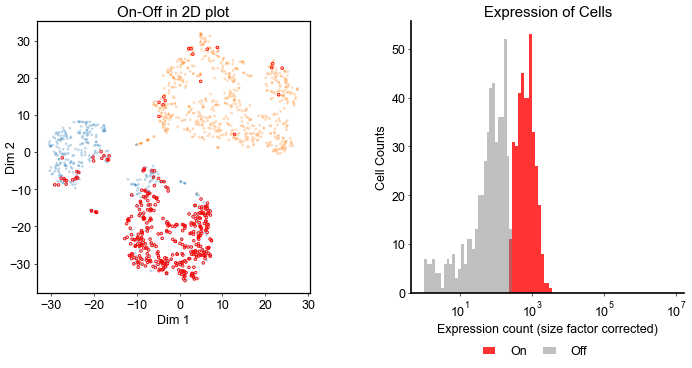 On-Off in 2D plot
Dim 2
30
20
10
0
−10
−20
−30
−30 −20 −10 0 10 20 30
Dim 1
Expression of Cells
Cell Counts
50
40
30
20
10
0
10^1 10^3 10^5 10^7
Expression count (size factor corrected)
On Off